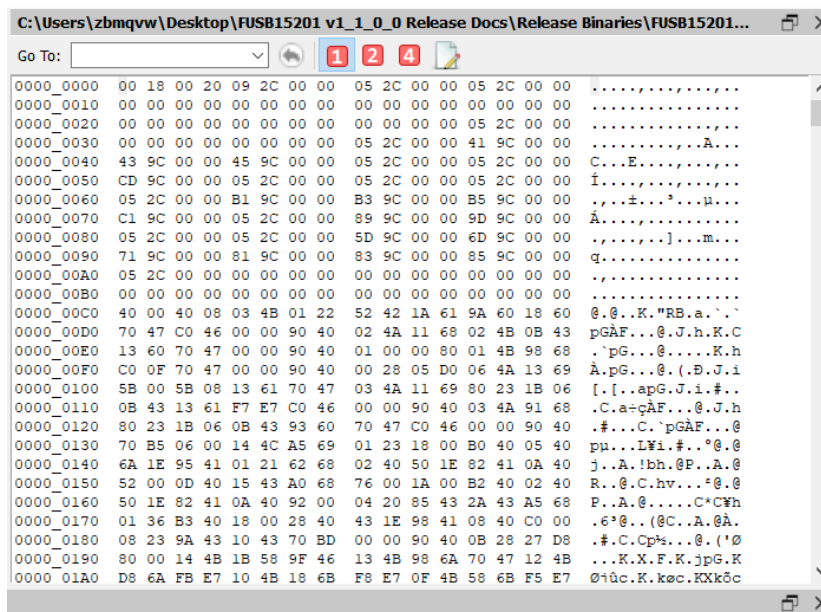 C:\Users\zbmqvw\Desktop\FUSB15201 v1_1_0_0 Release Docs\Release Binaries\FUSB15201...
Go To: 1 2 4
0000_0000 00 18 00 20 09 2C 00 00 05 2C 00 00 05 2C 00 00 ... .,...,...,..
0000_0010 00 00 00 00 00 00 00 00 00 00 00 00 00 00 00 00 ................
0000_0020 00 00 00 00 00 00 00 00 00 00 00 00 05 2C 00 00 .............,..
0000_0030 00 00 00 00 00 00 00 00 05 2C 00 00 41 9C 00 00 .........,..A...
0000_0040 43 9C 00 00 45 9C 00 00 05 2C 00 00 05 2C 00 00 C...E....,...,..
0000_0050 CD 9C 00 00 05 2C 00 00 05 2C 00 00 05 2C 00 00 Í....,...,...,..
0000_0060 05 2C 00 00 B1 9C 00 00 B3 9C 00 00 B5 9C 00 00 .,..±...³...µ...
0000_0070 C1 9C 00 00 05 2C 00 00 89 9C 00 00 9D 9C 00 00 Á....,..........
0000_0080 05 2C 00 00 05 2C 00 00 5D 9C 00 00 6D 9C 00 00 .,...,..]...m...
0000_0090 71 9C 00 00 81 9C 00 00 83 9C 00 00 85 9C 00 00 q...............
0000_00A0 05 2C 00 00 00 00 00 00 00 00 00 00 00 00 00 00 .,..............
0000_00B0 00 00 00 00 00 00 00 00 00 00 00 00 00 00 00 00 ................
0000_00C0 40 00 40 08 03 4B 01 22 52 42 1A 61 9A 60 18 60 @.@..K."RB.a.`.`
0000_00D0 70 47 C0 46 00 00 90 40 02 4A 11 68 02 4B 0B 43 pGÀF...@.J.h.K.C
0000_00E0 13 60 70 47 00 00 90 40 01 00 00 80 01 4B 98 68 .`pG...@.....K.h
0000_00F0 C0 0F 70 47 00 00 90 40 00 28 05 D0 06 4A 13 69 À.pG...@.(.Ð.J.i
0000_0100 5B 00 5B 08 13 61 70 47 03 4A 11 69 80 23 1B 06 [.[..apG.J.i.#..
0000_0110 0B 43 13 61 F7 E7 C0 46 00 00 90 40 03 4A 91 68 .C.a÷çÀF...@.J.h
0000_0120 80 23 1B 06 0B 43 93 60 70 47 C0 46 00 00 90 40 .#...C.`pGÀF...@
0000_0130 70 B5 06 00 14 4C A5 69 01 23 18 00 B0 40 05 40 pµ...L¥i.#..°@.@
0000_0140 6A 1E 95 41 01 21 62 68 02 40 50 1E 82 41 0A 40 j..A.!bh.@P..A.@
0000_0150 52 00 0D 40 15 43 A0 68 76 00 1A 00 B2 40 02 40 R..@.C.hv...²@.@
0000_0160 50 1E 82 41 0A 40 92 00 04 20 85 43 2A 43 A5 68 P..A.@... .C*C¥h
0000_0170 01 36 B3 40 18 00 28 40 43 1E 98 41 08 40 C0 00 .6³@..(@C..A.@À.
0000_0180 08 23 9A 43 10 43 70 BD 00 00 90 40 0B 28 27 D8 .#.C.Cp½...@.('Ø
0000_0190 80 00 14 4B 1B 58 9F 46 13 4B 98 6A 70 47 12 4B ...K.X.F.K.jpG.K
0000_01A0 D8 6A FB E7 10 4B 18 6B F8 E7 0F 4B 58 6B F5 E7 Øjûç.K.køç.KXkõç